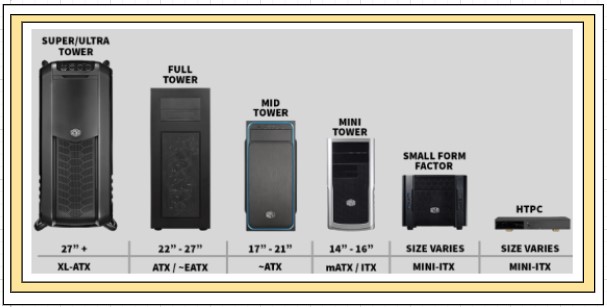 SUPER/ULTRA
TOWER
FULL
TOWER
MID
TOWER
MINI
TOWER
SMALL FORM
FACTOR
HTPC
27” +
22” - 27”
17” - 21”
14” - 16”
SIZE VARIES
SIZE VARIES
XL-ATX
ATX / ~EATX
~ATX
mATX / ITX
MINI-ITX
MINI-ITX